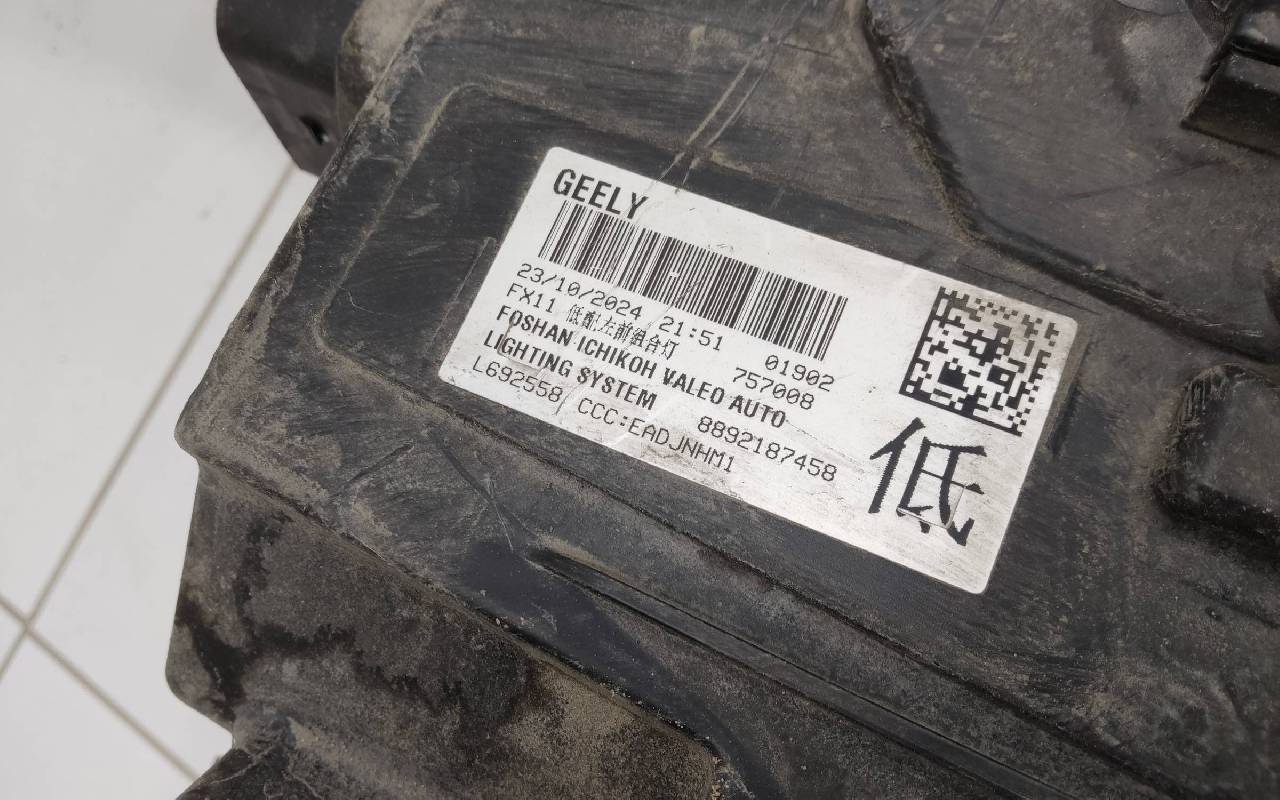 GEELY
23/10/2024 21:51 01902
FX11 低配左前组合灯 757008
FOSHAN ICHIKOH VALEO AUTO
LIGHTING SYSTEM 8892187458
L692558 CCC:EADJNHM1
低